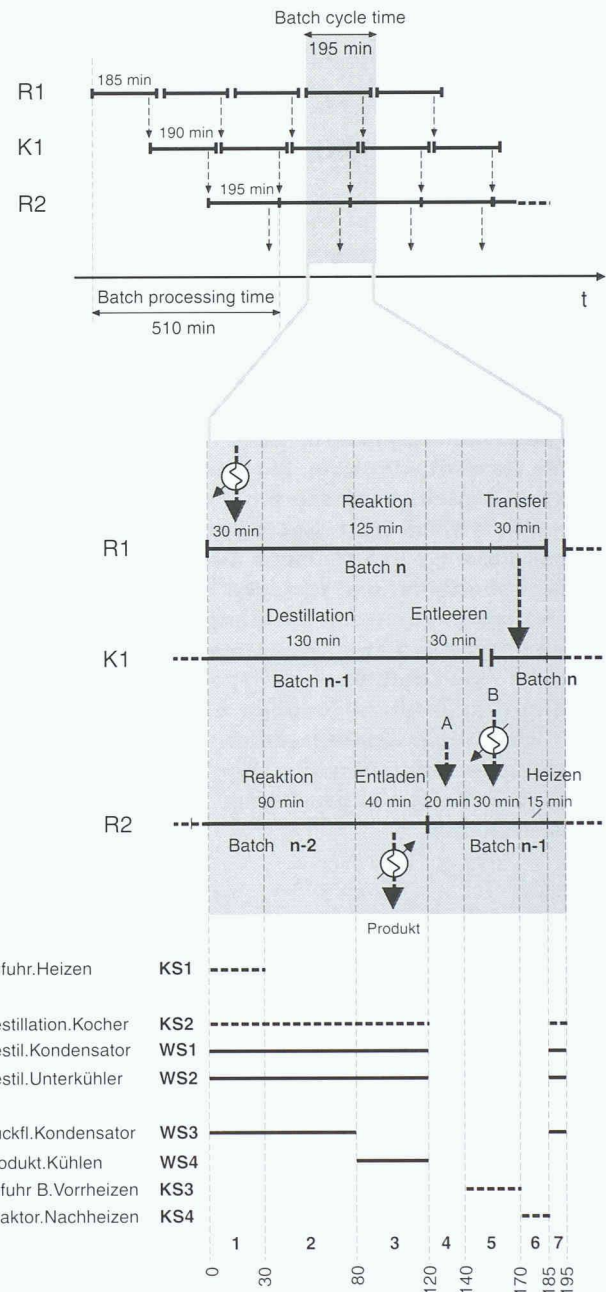 Batch cycle time
195 min
185 min
R1
190 min
K1
195 min
R2
Batch processing time
t
510 min
Reaktion Transfer
30 min 125 min 30 min
R1
Batch n
Destillation Entleeren
130 min 30 min
K1
Batch n-1 Batch n
B
A
Reaktion Entladen Heizen
90 min 40 min 20 min 30 min 15 min
R2
Batch n-2 Batch n-1
Produkt
fuhr.Heizen KS1
estillation.Kocher KS2
estil.Kondensator WS1
estil.Unterkühler WS2
ückfl.Kondensator WS3
odukt.Kühlen WS4
fuhr B.Vorrheizen KS3
aktor.Nachheizen KS4
1 2 3 4 5 6 7
0 30 80 120 140 170 185 195